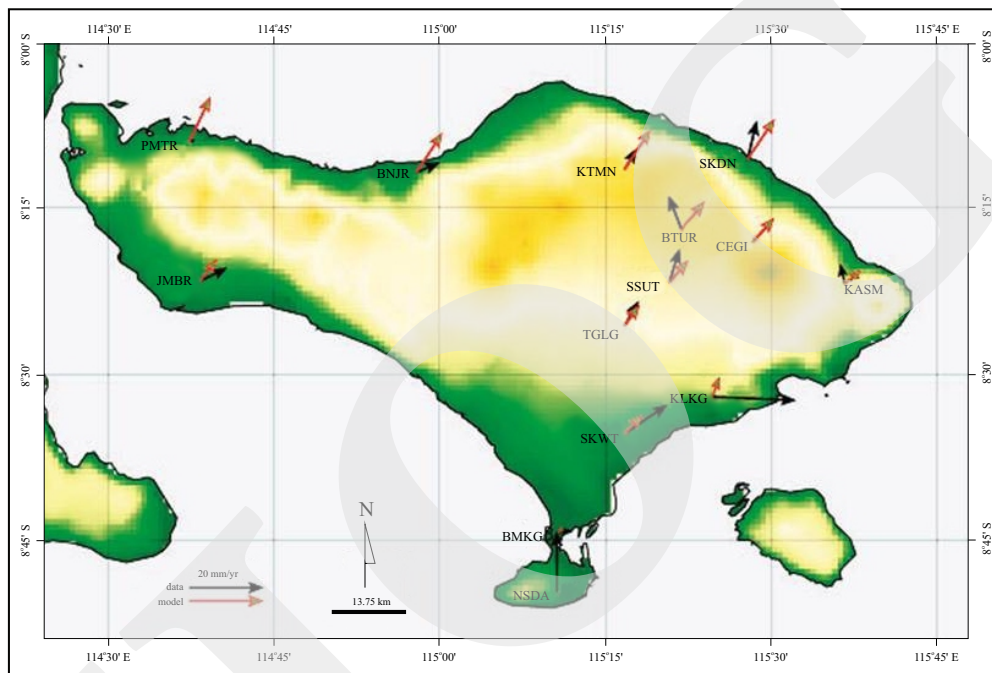 114°30' E 114°45' 115°00' 115°15' 115°30' 115°45' E
8°00' S 8°00' S
PMTR
BNJR KTMN SKDN
8°15' 8°15'
BTUR
CEGI
JMBR SSUT KASM
TGLG
8°30' 8°30'
KLKG
SKWT
N
8°45' BMKG 8°45'
20 mm/yr
data NSDA
model 13.75 km
114°30' E 114°45' 115°00' 115°15' 115°30' 115°45' E